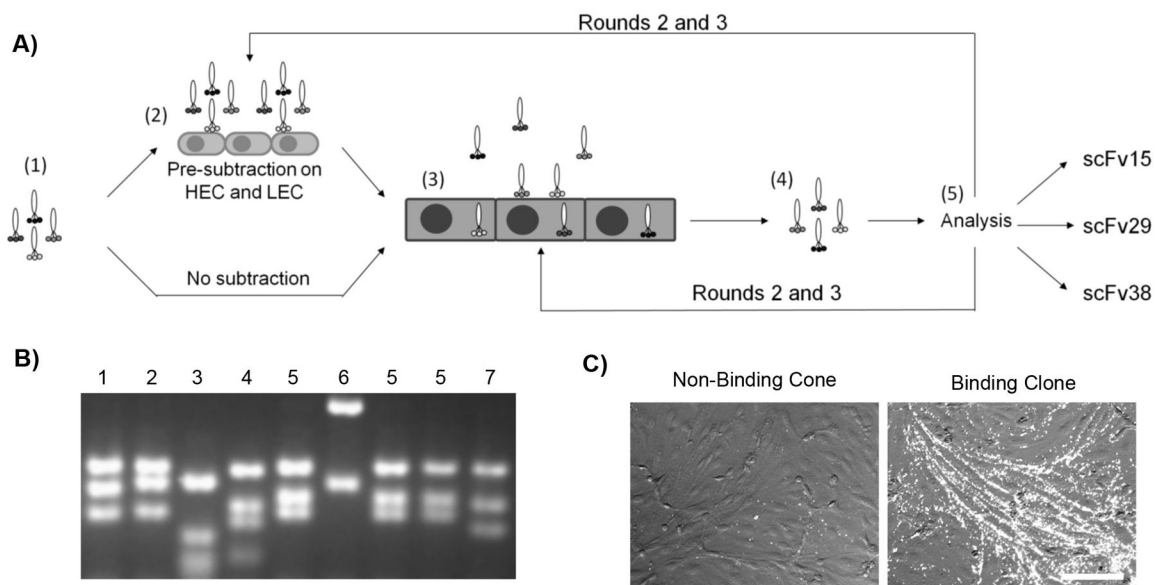 A)
Rounds 2 and 3
(1)
(2)
Pre-subtraction on
HEC and LEC
No subtraction
(3)
(4)
(5)
Analysis
Rounds 2 and 3
scFv15
scFv29
scFv38
B)
1 2 3 4 5 6 5 5 7
C)
Non-Binding Cone
Binding Clone